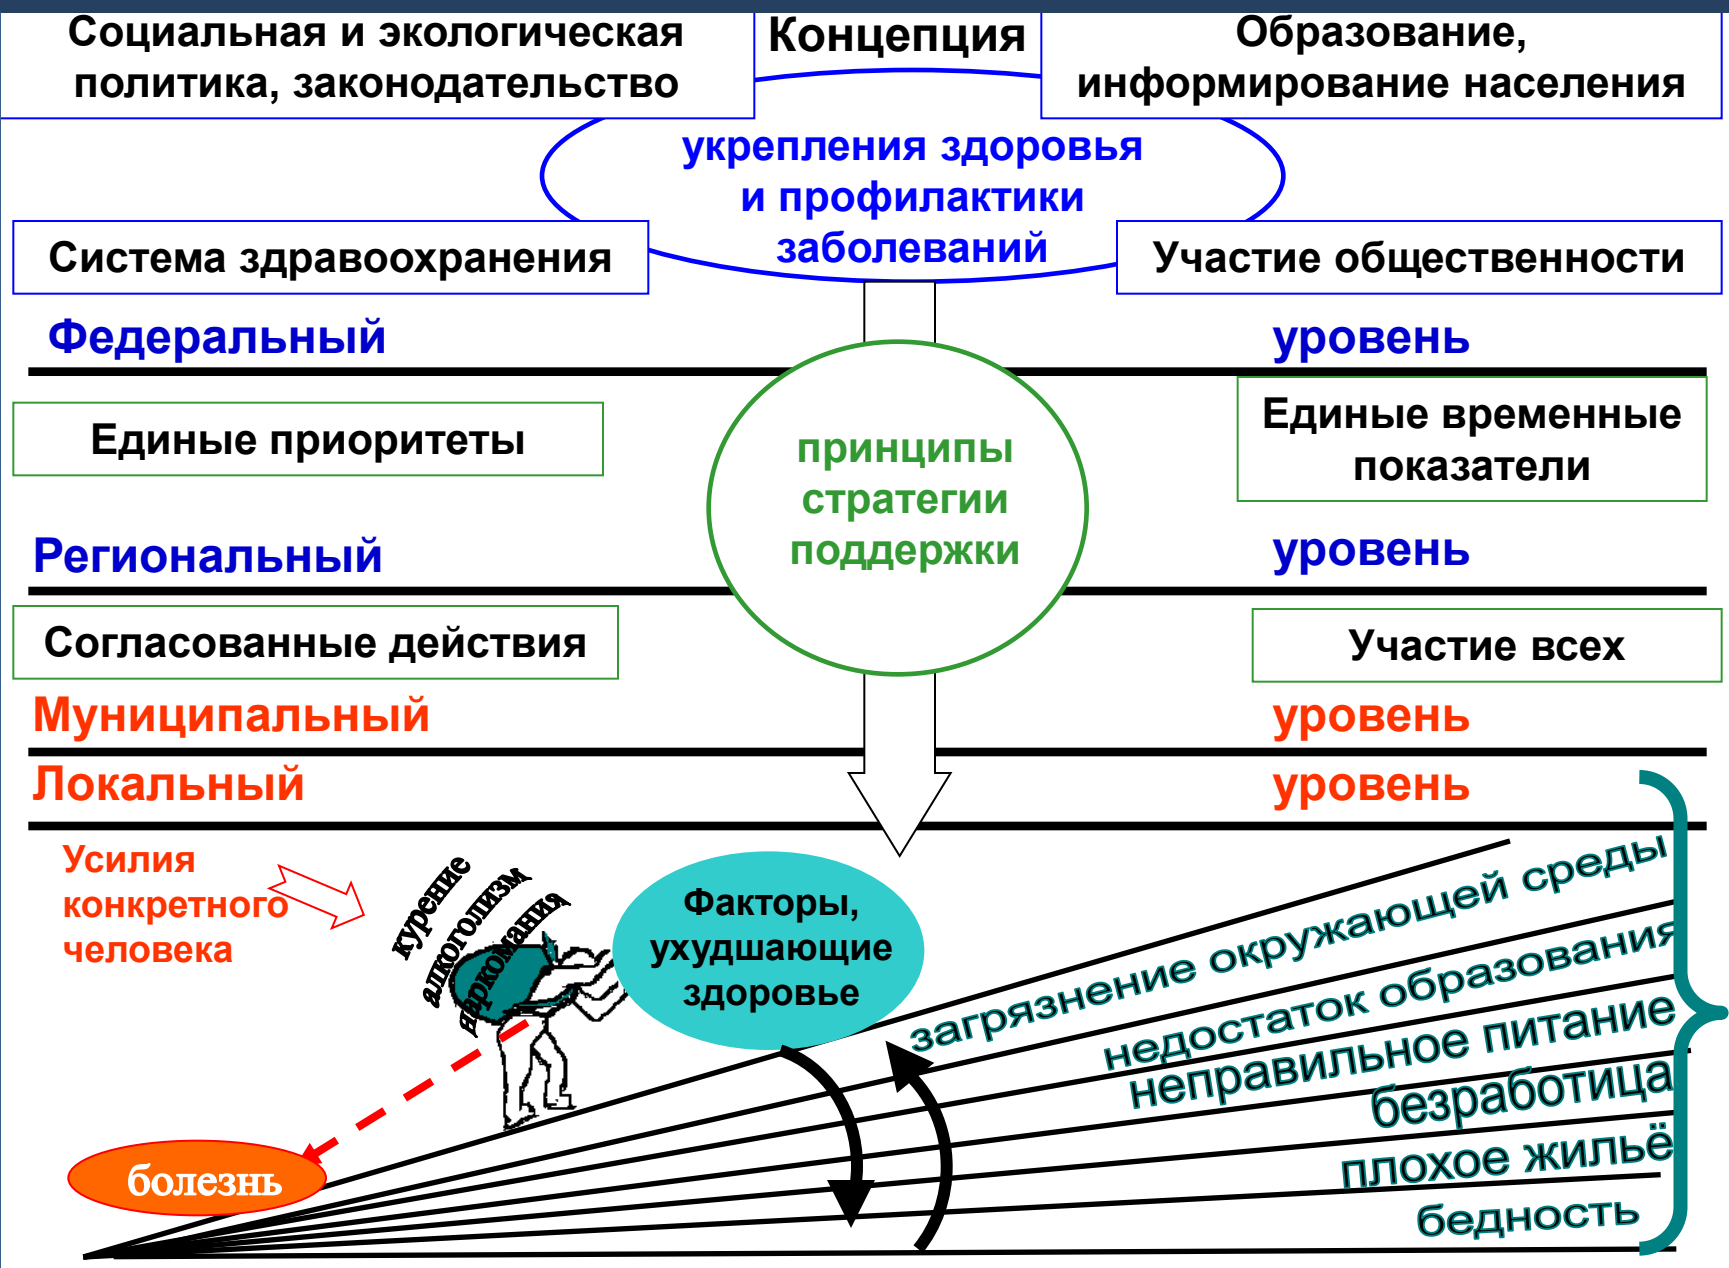 Социальная и экологическая
политика, законодательство
Концепция
Образование,
информирование населения
укрепления здоровья
и профилактики
заболеваний
Система здравоохранения
Участие общественности
Федеральный
уровень
Единые приоритеты
принципы
стратегии
поддержки
Единые временные
показатели
Региональный
уровень
Согласованные действия
Участие всех
Муниципальный
уровень
Локальный
уровень
Усилия
конкретного
человека
курение
алкоголизм
наркомания
Факторы,
ухудшающие
здоровье
загрязнение окружающей среды
недостаток образования
неправильное питание
безработица
плохое жильё
бедность
болезнь